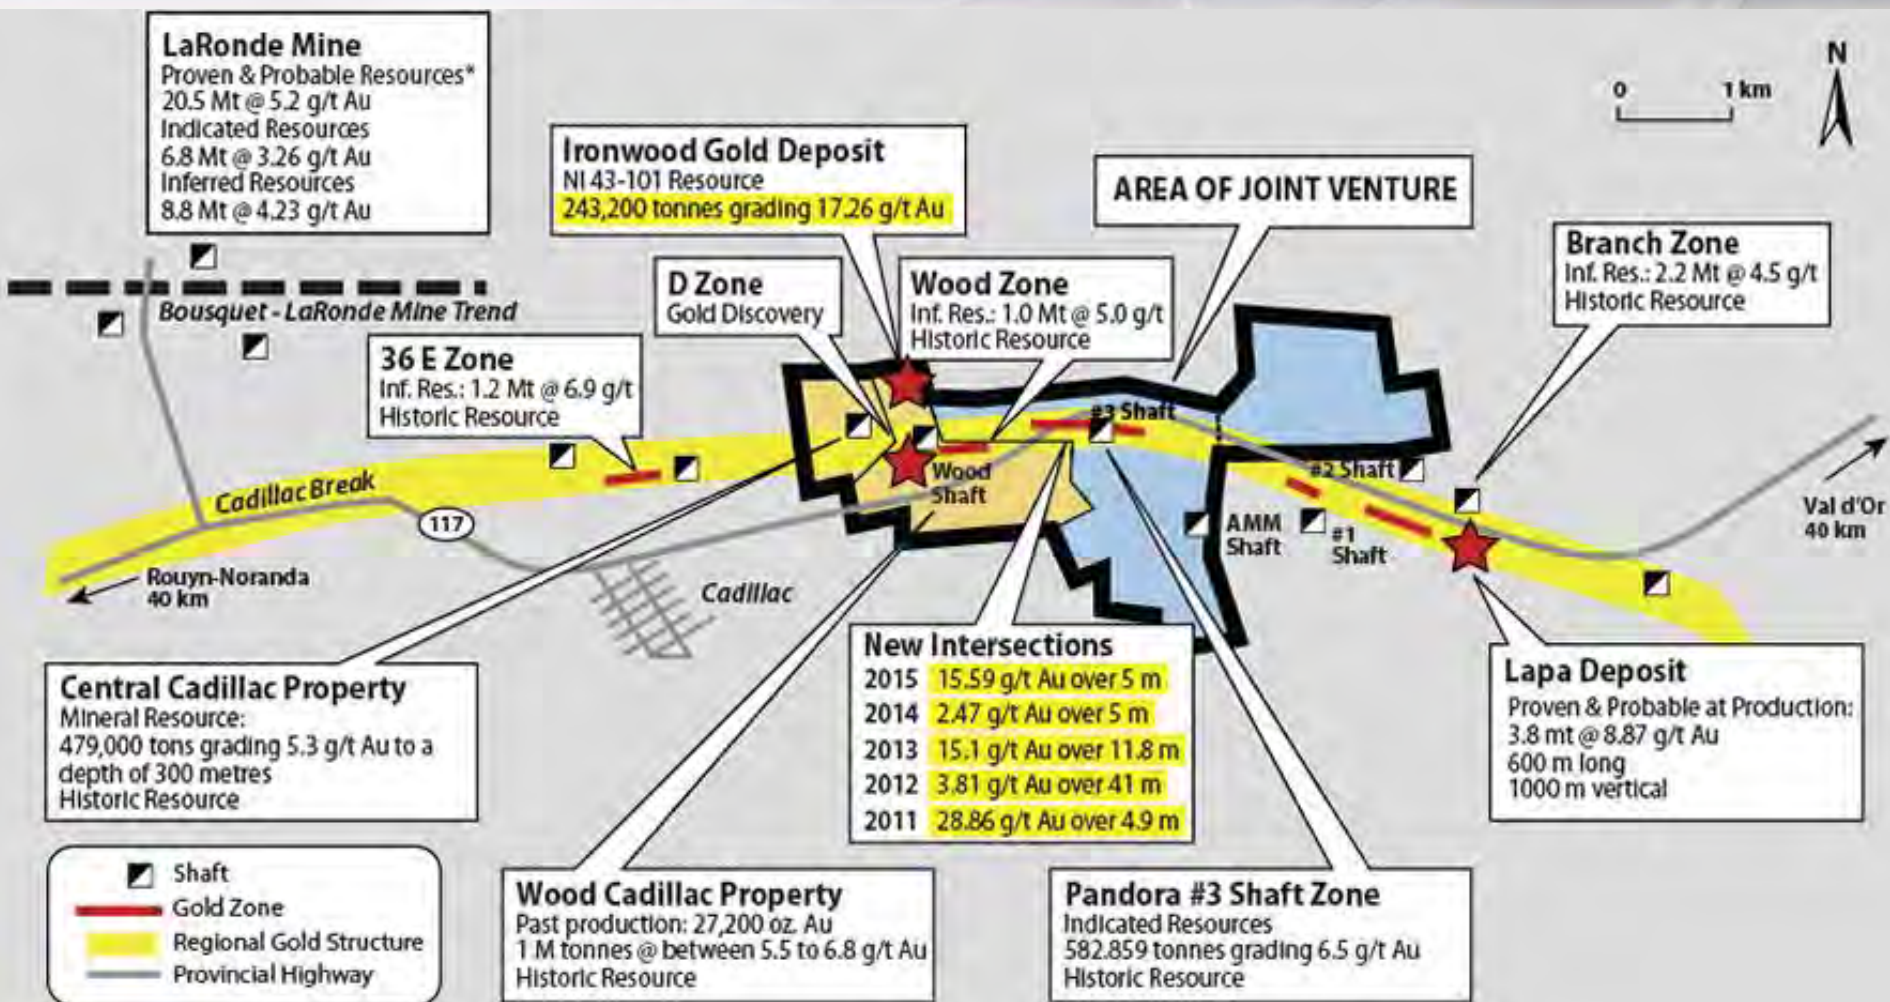 LaRonde Mine
Proven & Probable Resources*
20.5 Mt @ 5.2 g/t Au
Indicated Resources
6.8 Mt @ 3.26 g/t Au
Inferred Resources
8.8 Mt @ 4.23 g/t Au
N
0 1 km
Ironwood Gold Deposit
NI 43-101 Resource
243,200 tonnes grading 17.26 g/t Au
AREA OF JOINT VENTURE
Branch Zone
Inf. Res.: 2.2 Mt @ 4.5 g/t
Historic Resource
D Zone
Gold Discovery
Wood Zone
Inf. Res.: 1.0 Mt @ 5.0 g/t
Historic Resource
Bousquet - LaRonde Mine Trend
36 E Zone
Inf. Res.: 1.2 Mt @ 6.9 g/t
Historic Resource
#3 Shaft
Wood
Shaft
#2 Shaft
Cadillac Break
117
AMM
Shaft
#1
Shaft
Val d'Or
40 km
Rouyn-Noranda
40 km
Cadillac
New Intersections
2015 15.59 g/t Au over 5 m
2014 2.47 g/t Au over 5 m
2013 15.1 g/t Au over 11.8 m
2012 3.81 g/t Au over 41 m
2011 28.86 g/t Au over 4.9 m
Central Cadillac Property
Mineral Resource:
479,000 tons grading 5.3 g/t Au to a
depth of 300 metres
Historic Resource
Lapa Deposit
Proven & Probable at Production:
3.8 mt @ 8.87 g/t Au
600 m long
1000 m vertical
Shaft
Gold Zone
Regional Gold Structure
Provincial Highway
Wood Cadillac Property
Past production: 27,200 oz. Au
1 M tonnes @ between 5.5 to 6.8 g/t Au
Historic Resource
Pandora #3 Shaft Zone
Indicated Resources
582.859 tonnes grading 6.5 g/t Au
Historic Resource